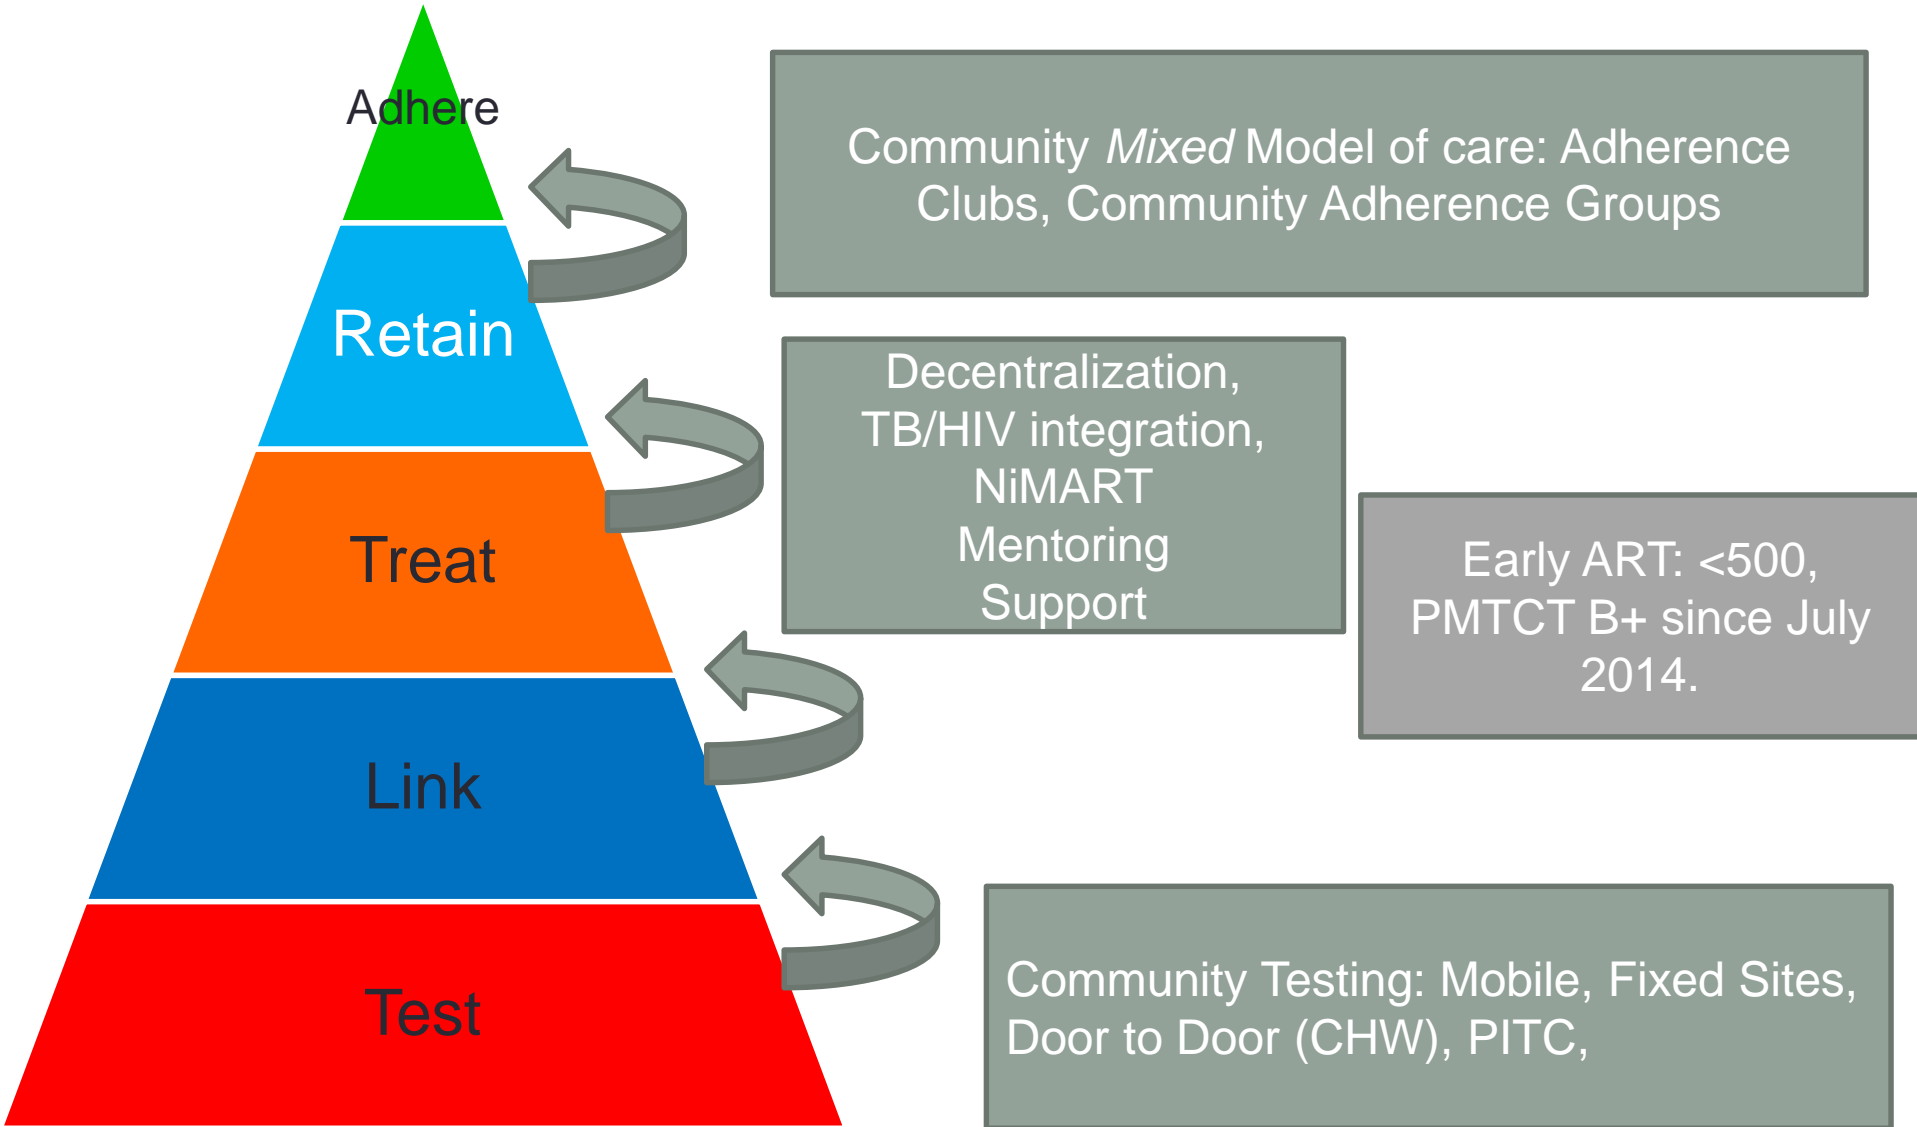 Adhere
Retain
Treat
Link
Test
Community Mixed Model of care: Adherence
Clubs, Community Adherence Groups
Decentralization,
TB/HIV integration,
NiMART
Mentoring
Support
Early ART: <500,
PMTCT B+ since July
2014.
Community Testing: Mobile, Fixed Sites,
Door to Door (CHW), PITC,